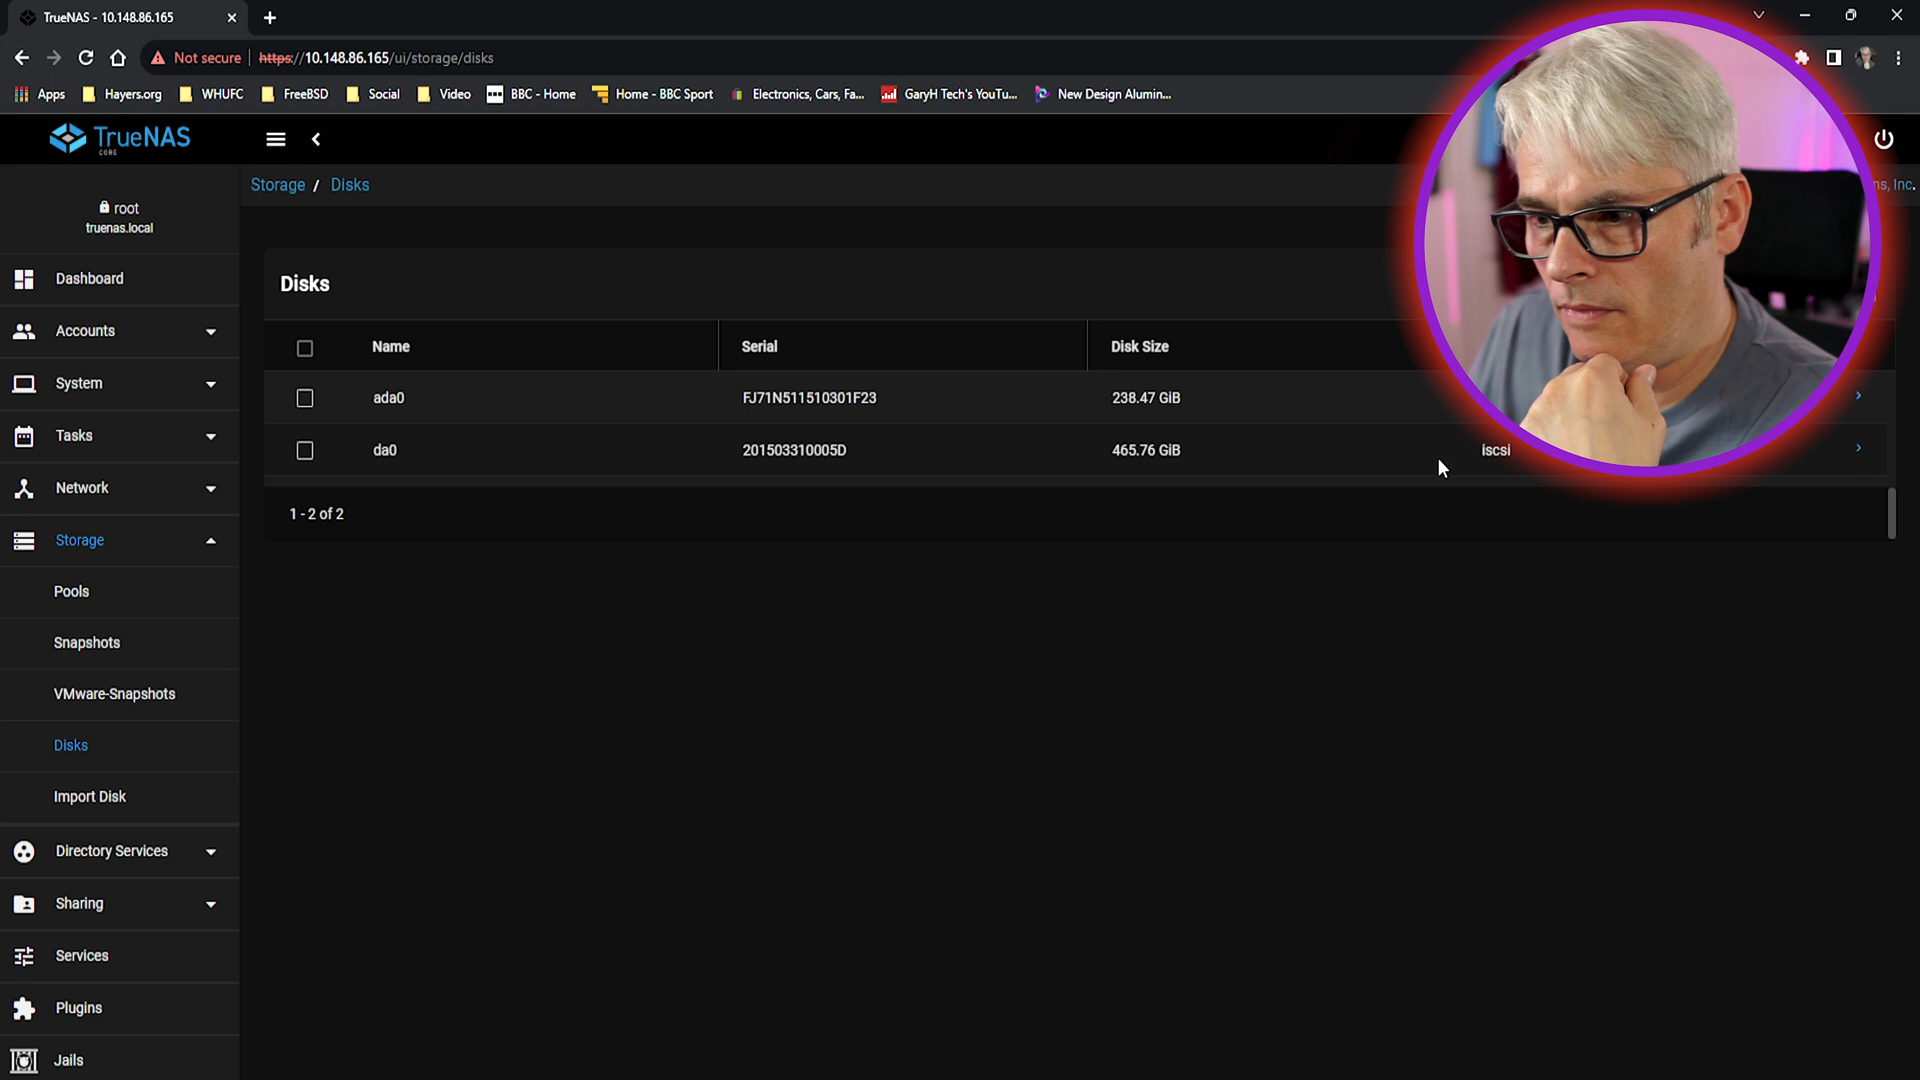 TrueNAS - 10.148.86.165
Not secure https://10.148.86.165/ui/storage/disks
Apps Hayers.org WHUFC FreeBSD Social Video BBC - Home Home - BBC Sport Electronics, Cars, Fa... GaryH Tech's YouTu... New Design Alumin...
TrueNAS
CORE
Storage / Disks
ns, Inc.
root
truenas.local
Dashboard
Accounts
System
Tasks
Network
Storage
Pools
Snapshots
VMware-Snapshots
Disks
Import Disk
Directory Services
Sharing
Services
Plugins
Jails
Disks
Name Serial Disk Size
ada0 FJ71N511510301F23 238.47 GiB
da0 201503310005D 465.76 GiB iscsi
1 - 2 of 2